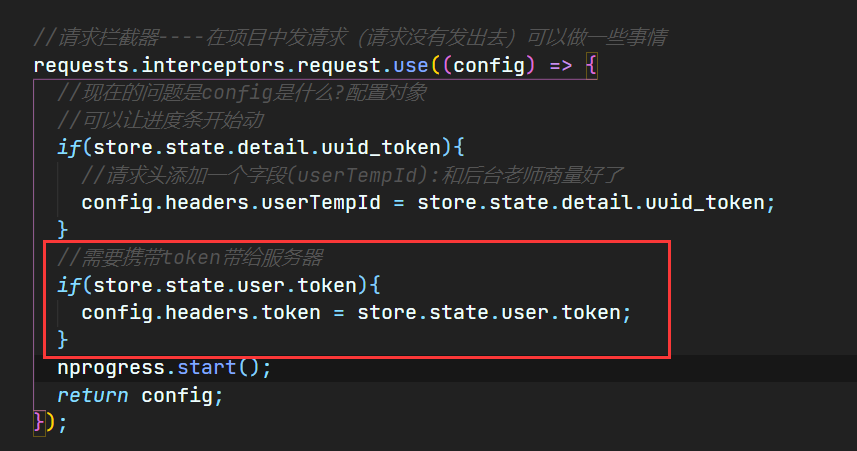 //请求拦截器----在项目中发请求（请求没有发出去）可以做一些事情
requests.interceptors.request.use((config) => {
//现在的问题是config是什么?配置对象
//可以让进度条开始动
if(store.state.detail.uuid_token){
//请求头添加一个字段(userTempId):和后台老师商量好了
config.headers.userTempId = store.state.detail.uuid_token;
}
//需要携带token带给服务器
if(store.state.user.token){
config.headers.token = store.state.user.token;
}
nprogress.start();
return config;
});